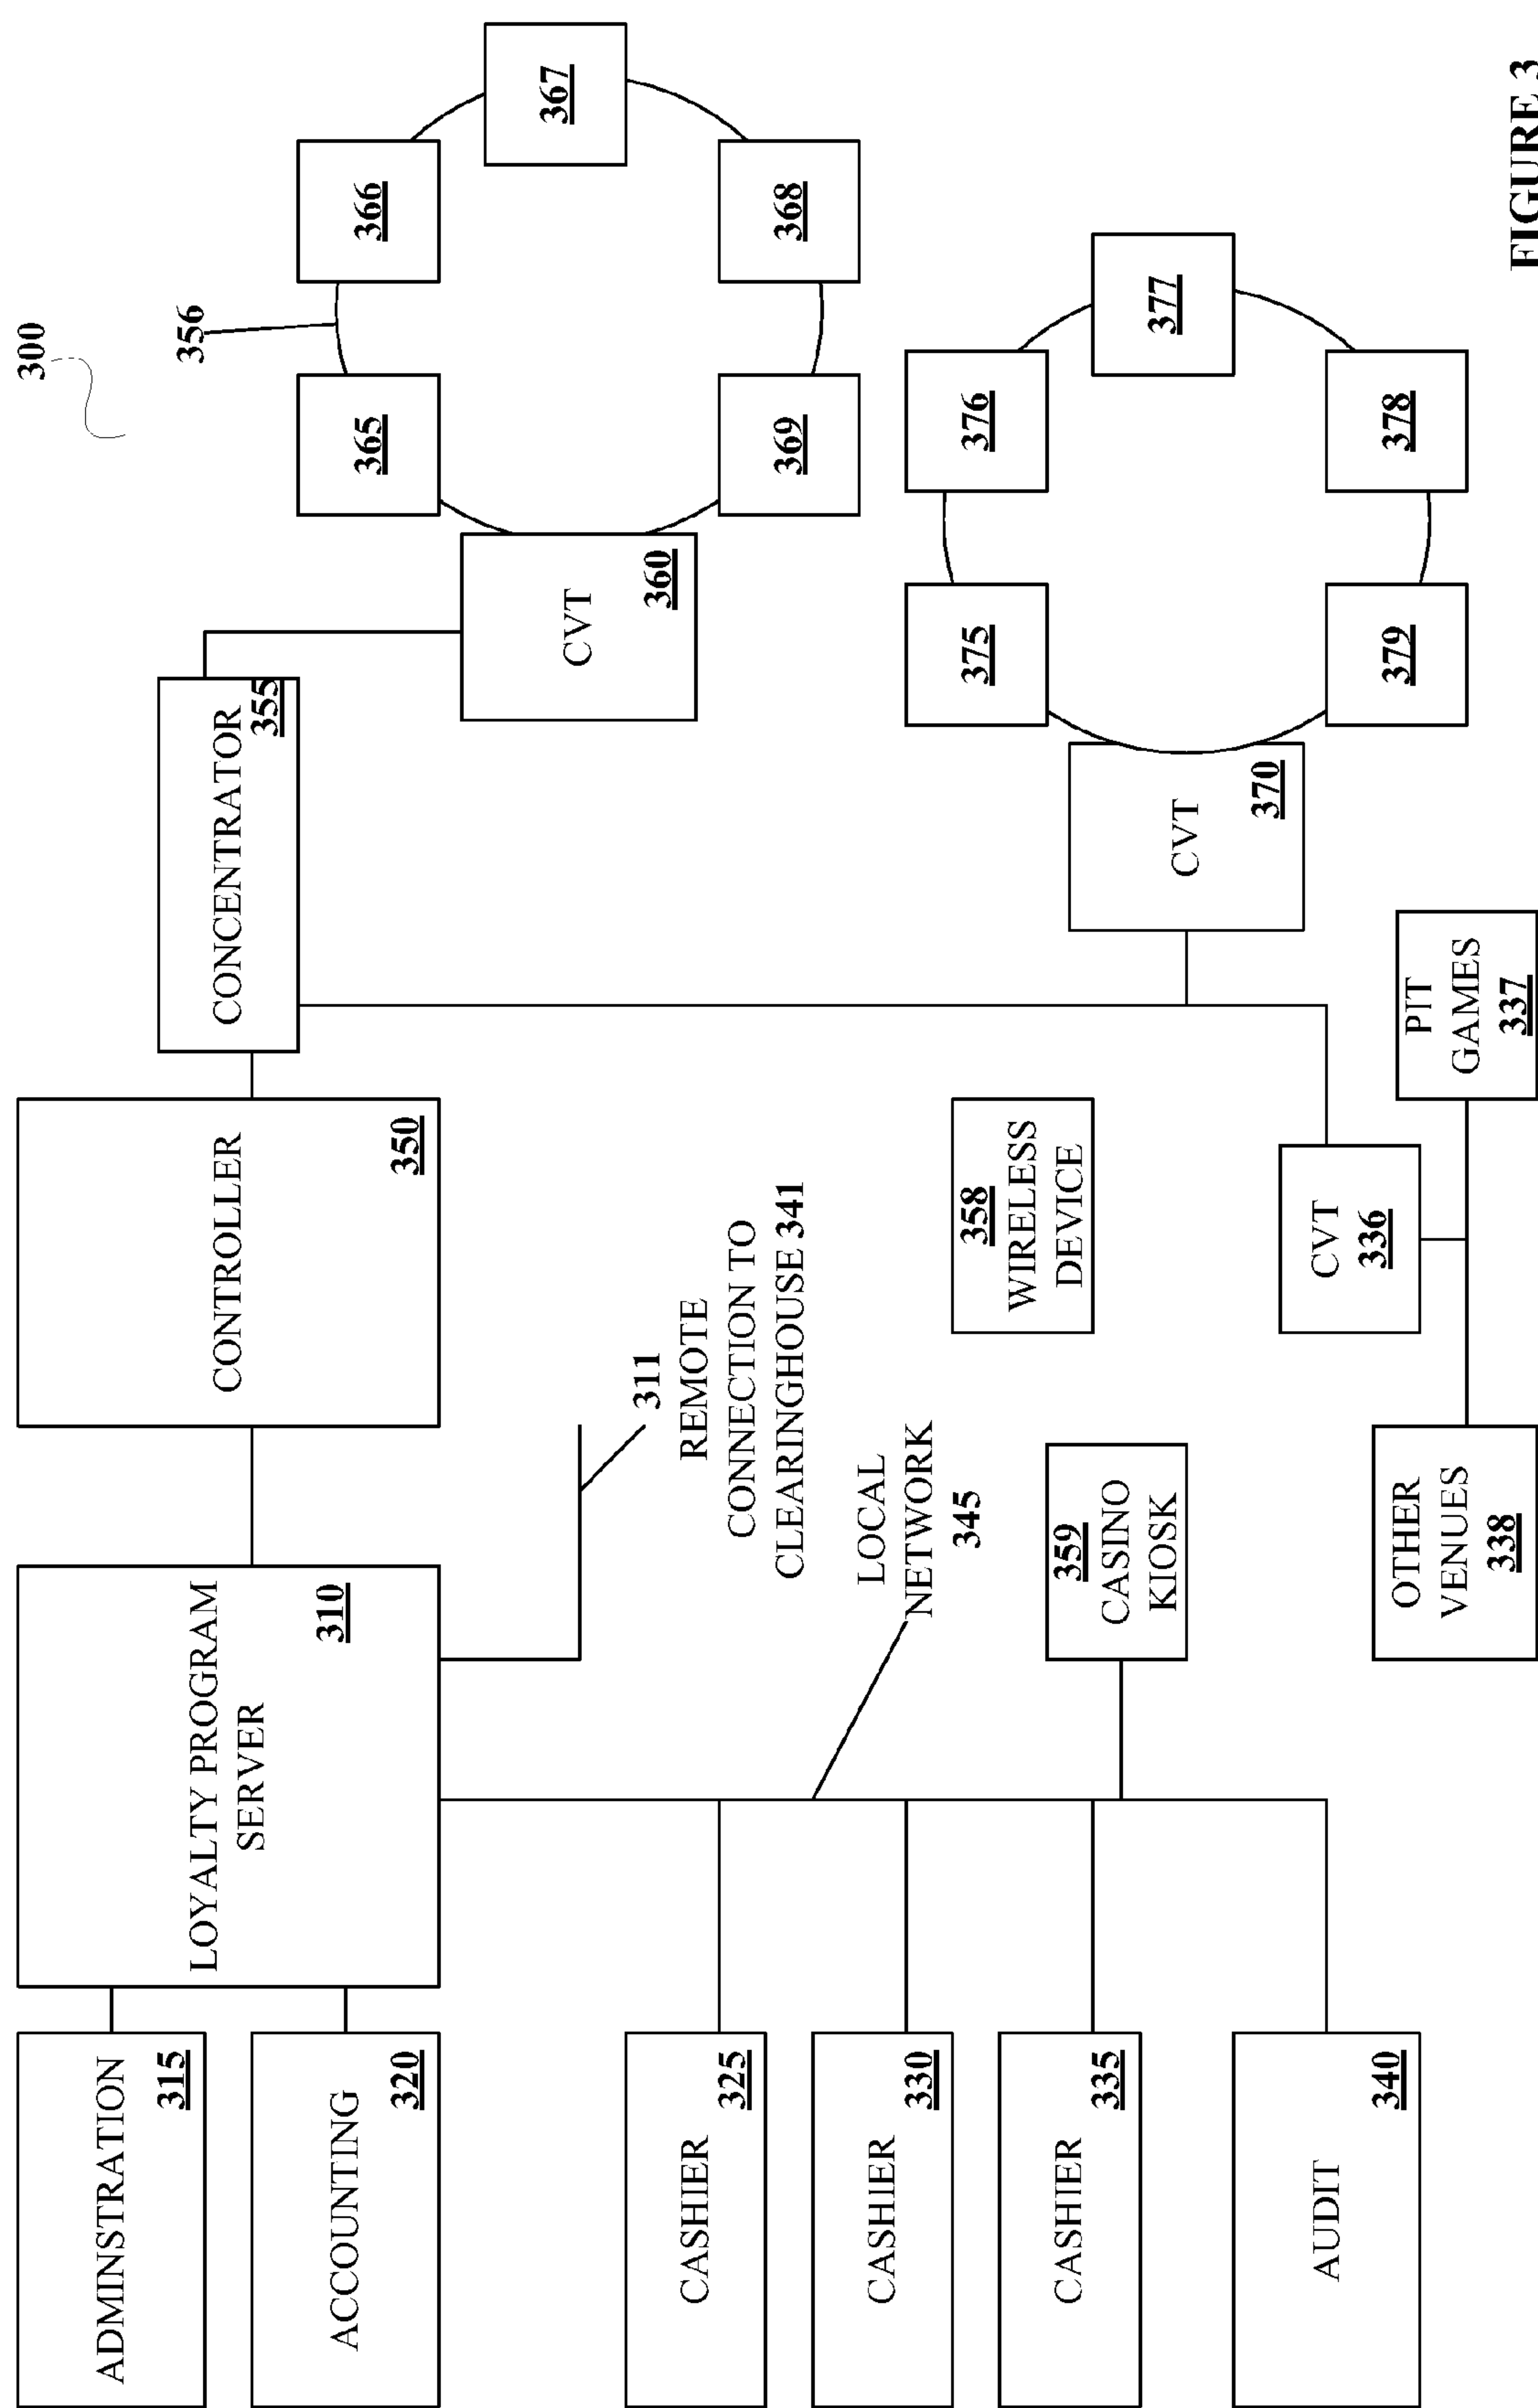 300
ADMINSTRATION
315
ACCOUNTING
320
LOYALTY PROGRAM
SERVER
310
CONTROLLER
350
CONCENTRATOR
355
356
365
366
367
368
369
CVT
360
311
REMOTE
CONNECTION TO
CLEARINGHOUSE 341
CASHIER
325
CASHIER
330
CASHIER
335
AUDIT
340
LOCAL
NETWORK
345
359
CASINO
KIOSK
358
WIRELESS
DEVICE
CVT
370
375
376
377
378
379
CVT
336
OTHER
VENUES
338
PIT
GAMES
337
FIGURE 3